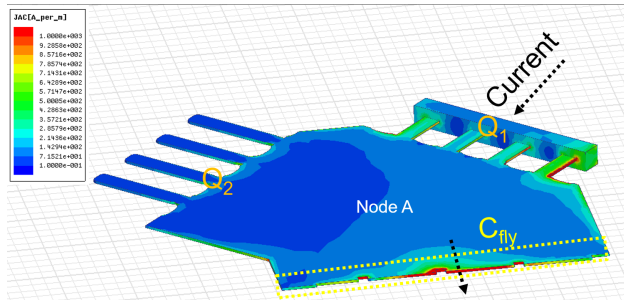 JAC[A_per_m]
1.0000e+003
9.2858e+002
8.5716e+002
7.8574e+002
7.1431e+002
6.4289e+002
5.7147e+002
5.0005e+002
4.2863e+002
3.5721e+002
2.8579e+002
2.1436e+002
1.4294e+002
7.1521e+001
1.0000e-001
Current
Q1
Q2
Node A
Cfly